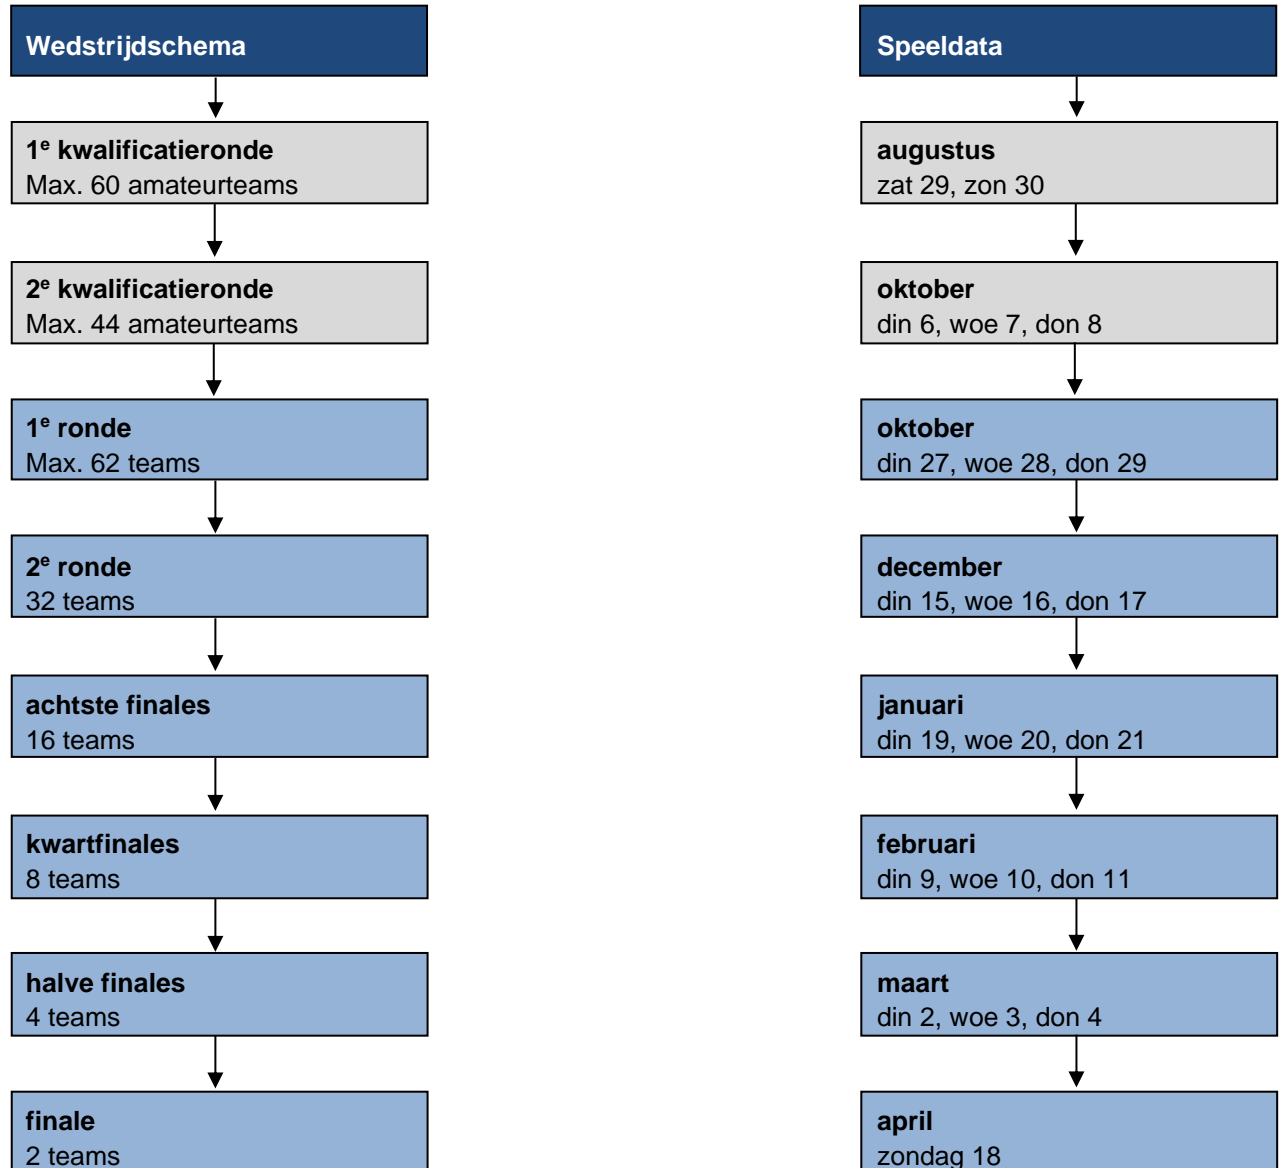 Wedstrijdschema
1e kwalificatieronde
Max. 60 amateurteams
2e kwalificatieronde
Max. 44 amateurteams
1e ronde
Max. 62 teams
2e ronde
32 teams
achtste finales
16 teams
kwartfinales
8 teams
halve finales
4 teams
finale
2 teams
Speeldata
augustus
zat 29, zon 30
oktober
din 6, woe 7, don 8
oktober
din 27, woe 28, don 29
december
din 15, woe 16, don 17
januari
din 19, woe 20, don 21
februari
din 9, woe 10, don 11
maart
din 2, woe 3, don 4
april
zondag 18